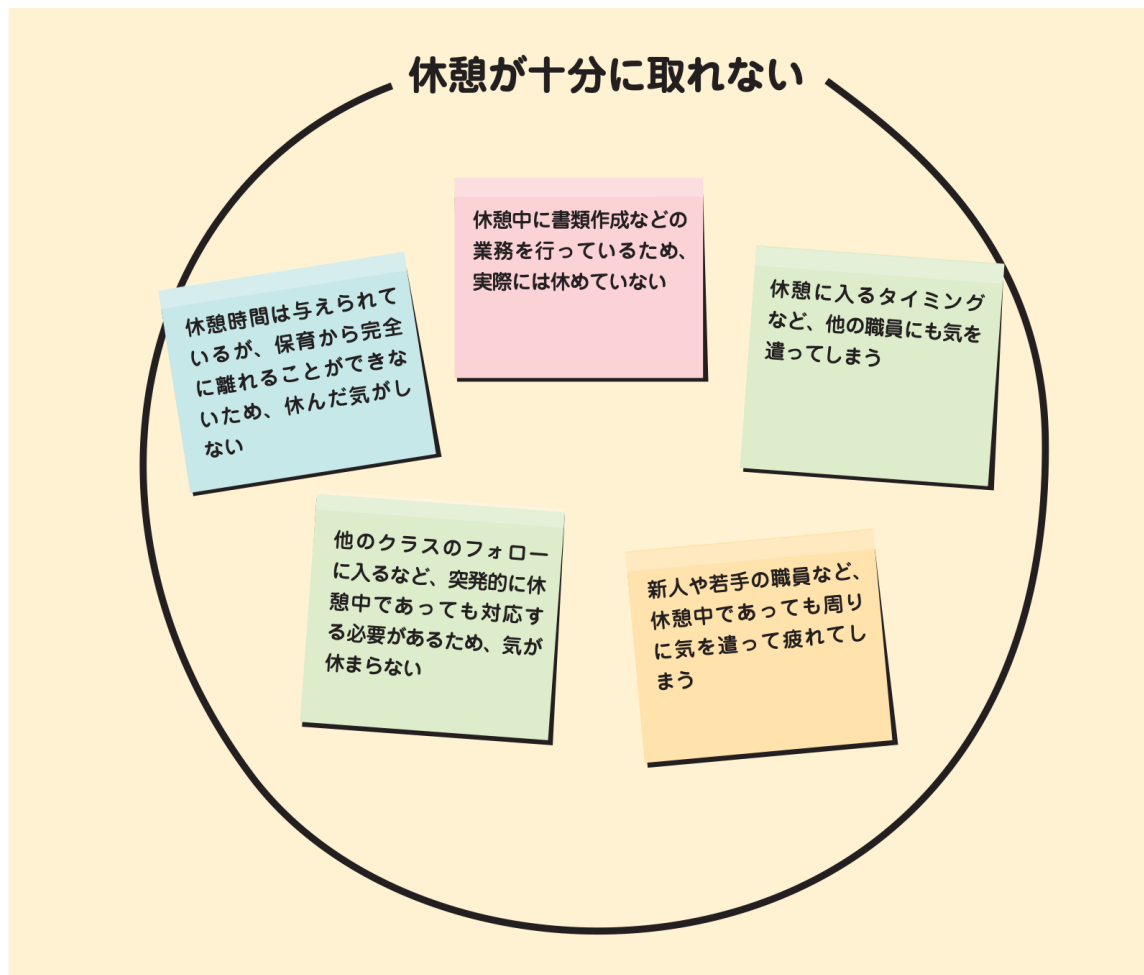 休憩が十分に取れない
休憩中に書類作成などの
業務を行っているため、
実際には休めていない
休憩時間は与えられて
いるが、保育から完全
に離れることができな
いため、休んだ気がし
ない
休憩に入るタイミング
など、他の職員にも気を
遣ってしまう
他のクラスのフォロー
に入るなど、突発的に休
憩中であっても対応す
る必要があるため、気が
休まらない
新人や若手の職員など、
休憩中であっても周り
に気を遣って疲れてし
まう